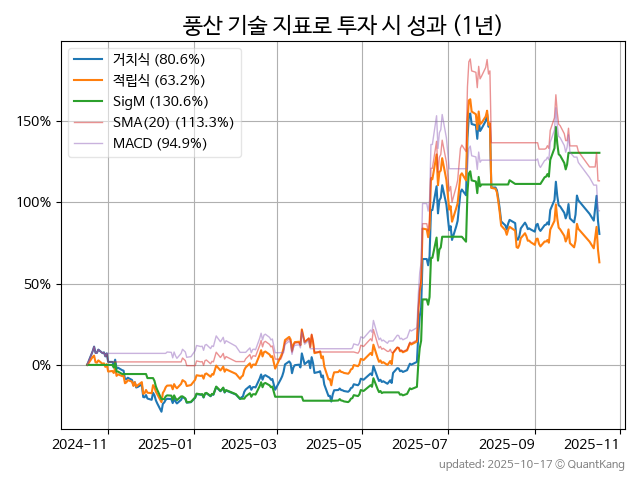 풍산 기술 지표로 투자 시 성과 (1년)
거치식 (80.6%)
적립식 (63.2%)
SigM (130.6%)
SMA(20) (113.3%)
MACD (94.9%)
150%
100%
50%
0%
2024-11 2025-01 2025-03 2025-05 2025-07 2025-09 2025-11
updated: 2025-10-17 © QuantKang